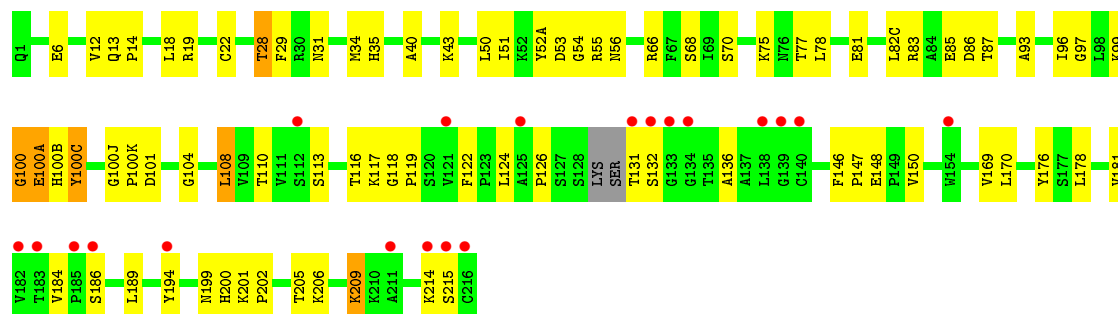 Q1 E6 V12 Q13 P14 L18 R19 C22 T28 F29 R30 N31 M34 H35 A40 K43 L50 I51 K52 Y52A D53 G54 R55 N56 R66 F67 S68 I69 S70 K75 N76 T77 L78 E81 L82C R83 A84 E85 D86 T87 A93 I96 G97 L98 K99
G100 E100A H100B Y100C G100J P100K D101 G104 L108 V109 T110 V111 S112 S113 T116 K117 G118 P119 S120 V121 F122 P123 L124 A125 P126 S127 S128 LYS SER T131 S132 G133 G134 T135 A136 A137 L138 G139 C140 F146 P147 E148 P149 V150 W154 V169 L170 Y176 S177 L178 V181
V182 T183 V184 P185 S186 L189 Y194 N199 H200 K201 P202 T205 K206 K209 K210 A211 K214 S215 C216